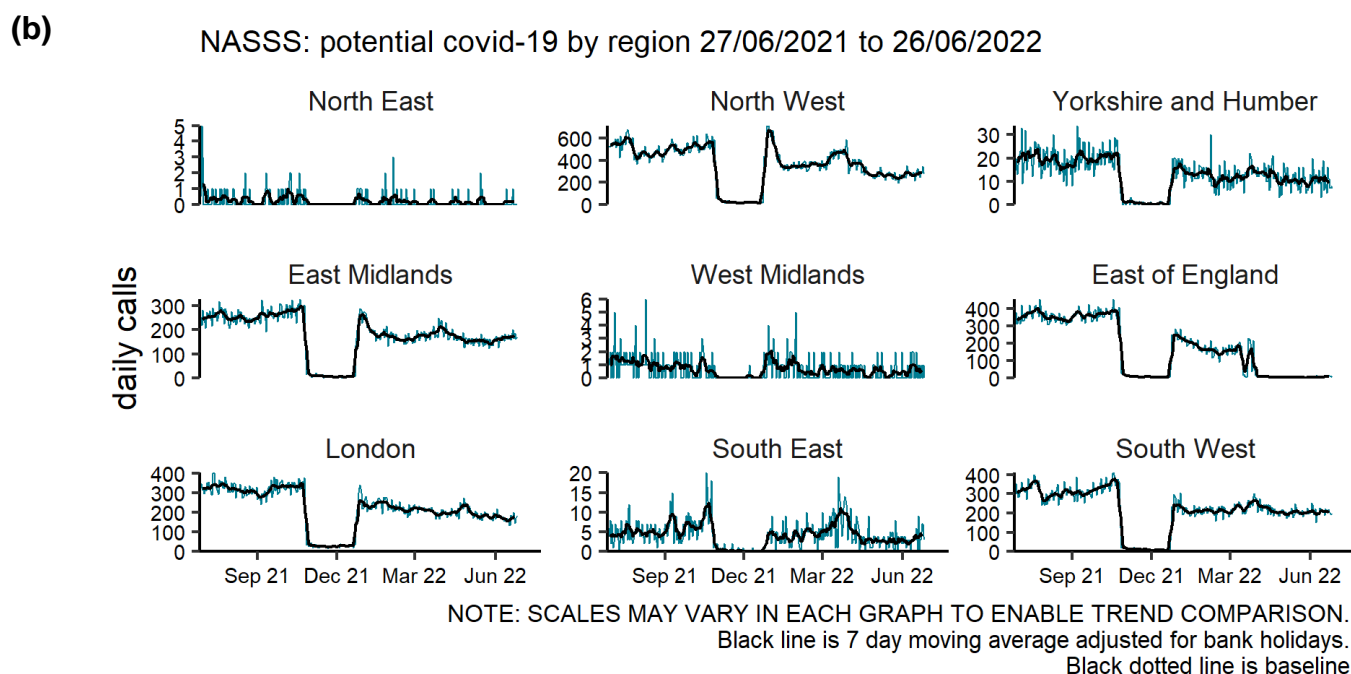 (b)
NASSS: potential covid-19 by region 27/06/2021 to 26/06/2022
daily calls
North East
5
4
3
2
1
0
North West
600
400
200
0
Yorkshire and Humber
30
20
10
0
East Midlands
300
200
100
0
West Midlands
6
5
4
3
2
1
0
East of England
400
300
200
100
0
London
400
300
200
100
0
South East
20
15
10
5
0
South West
400
300
200
100
0
Sep 21 Dec 21 Mar 22 Jun 22
Sep 21 Dec 21 Mar 22 Jun 22
Sep 21 Dec 21 Mar 22 Jun 22
NOTE: SCALES MAY VARY IN EACH GRAPH TO ENABLE TREND COMPARISON.
Black line is 7 day moving average adjusted for bank holidays.
Black dotted line is baseline